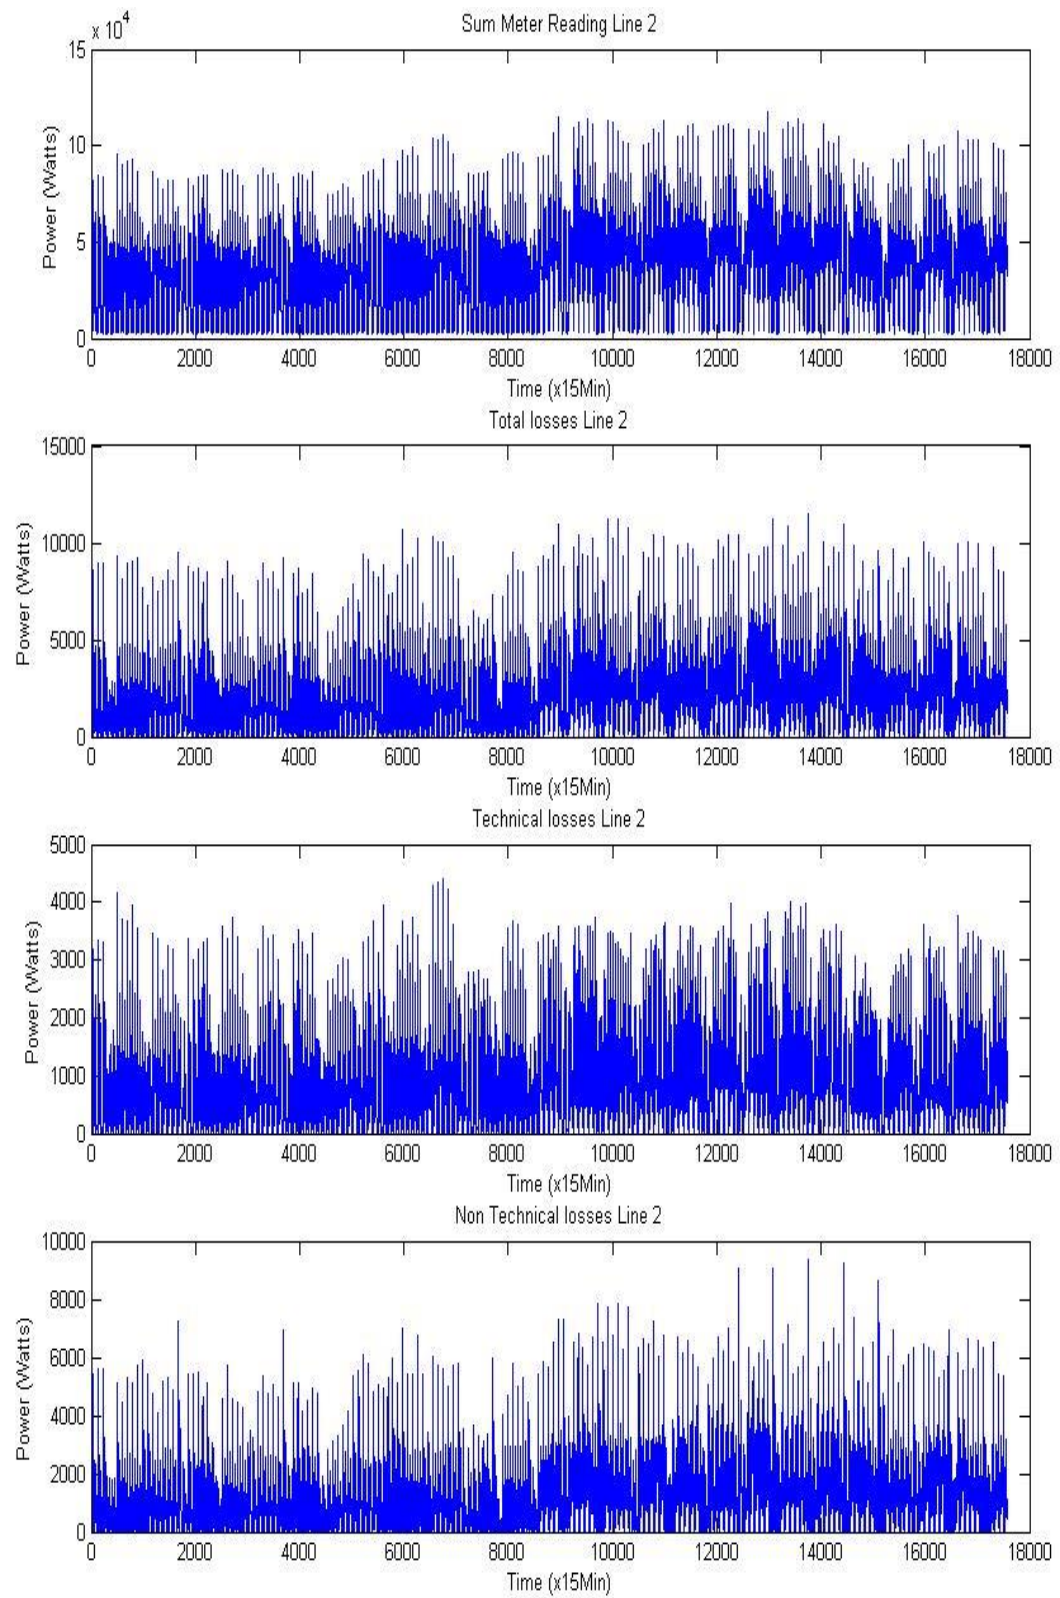 x 10^4
Sum Meter Reading Line 2
15
10
5
0
Power (Watts)
0 2000 4000 6000 8000 10000 12000 14000 16000 18000
Time (x15Min)
Total losses Line 2
15000
10000
5000
0
Power (Watts)
0 2000 4000 6000 8000 10000 12000 14000 16000 18000
Time (x15Min)
Technical losses Line 2
5000
4000
3000
2000
1000
0
Power (Watts)
0 2000 4000 6000 8000 10000 12000 14000 16000 18000
Time (x15Min)
Non Technical losses Line 2
10000
8000
6000
4000
2000
0
Power (Watts)
0 2000 4000 6000 8000 10000 12000 14000 16000 18000
Time (x15Min)